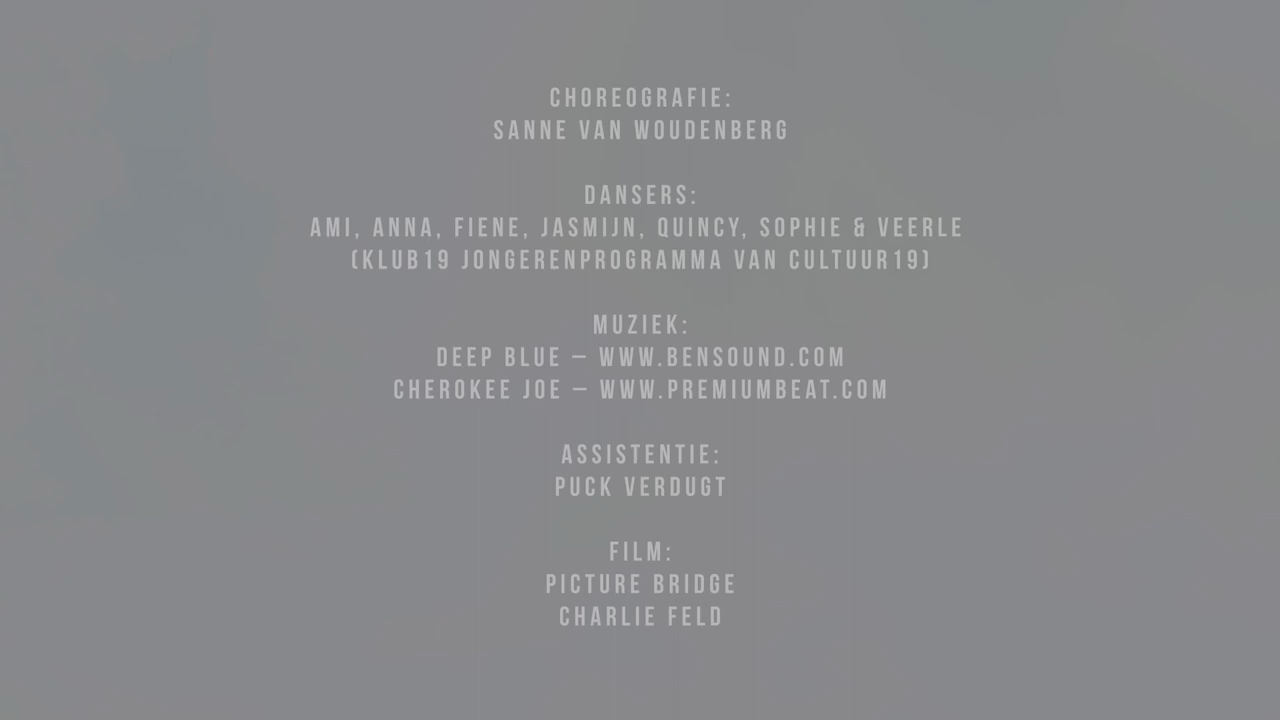 CHOREOGRAFIE:
SANNE VAN WOUDENBERG
DANSERS:
AMI, ANNA, FIENE, JASMIJN, QUINCY, SOPHIE & VEERLE
(KLUB19 JONGERENPROGRAMMA VAN CULTUUR19)
MUZIEK:
DEEP BLUE – WWW.BENSOUND.COM
CHEROKEE JOE – WWW.PREMIUMBEAT.COM
ASSISTENTIE:
PUCK VERDUGT
FILM:
PICTURE BRIDGE
CHARLIE FELD